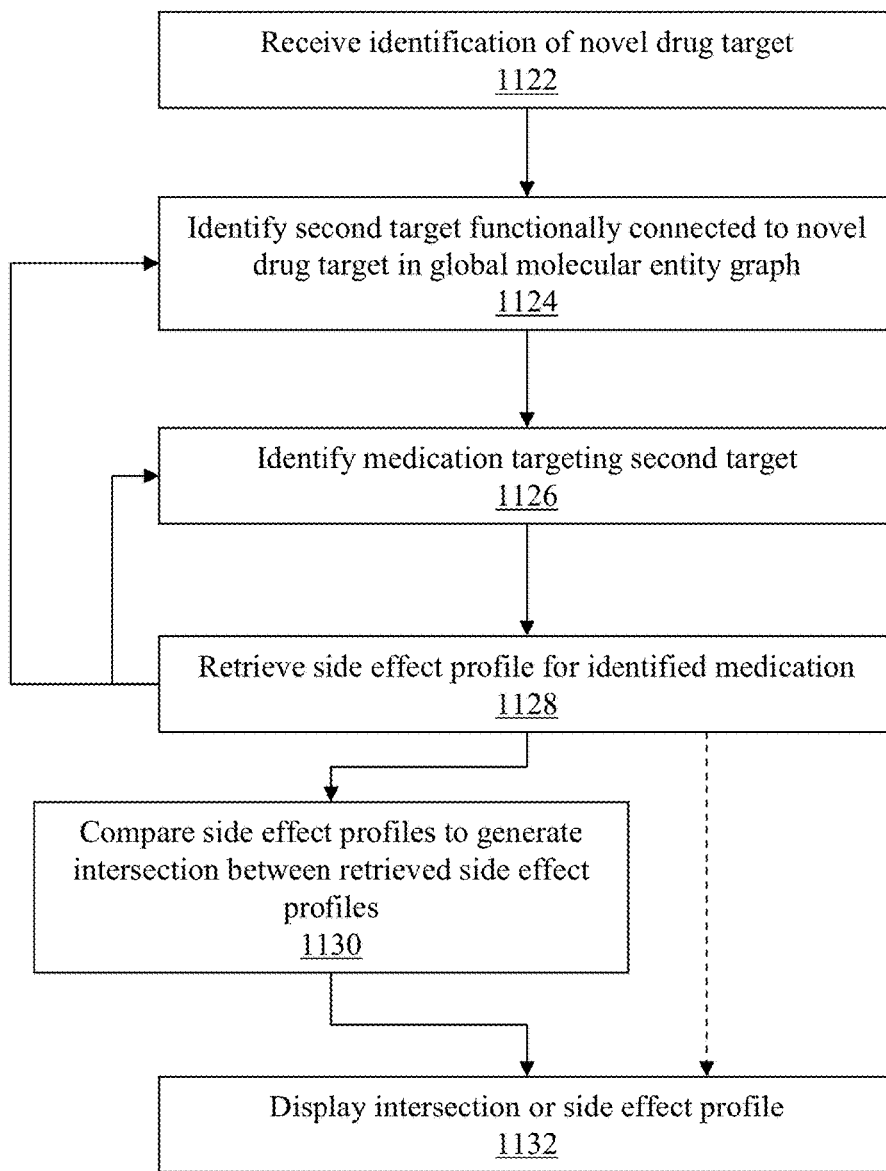 Receive identification of novel drug target
1122
Identify second target functionally connected to novel
drug target in global molecular entity graph
1124
Identify medication targeting second target
1126
Retrieve side effect profile for identified medication
1128
Compare side effect profiles to generate
intersection between retrieved side effect
profiles
1130
Display intersection or side effect profile
1132